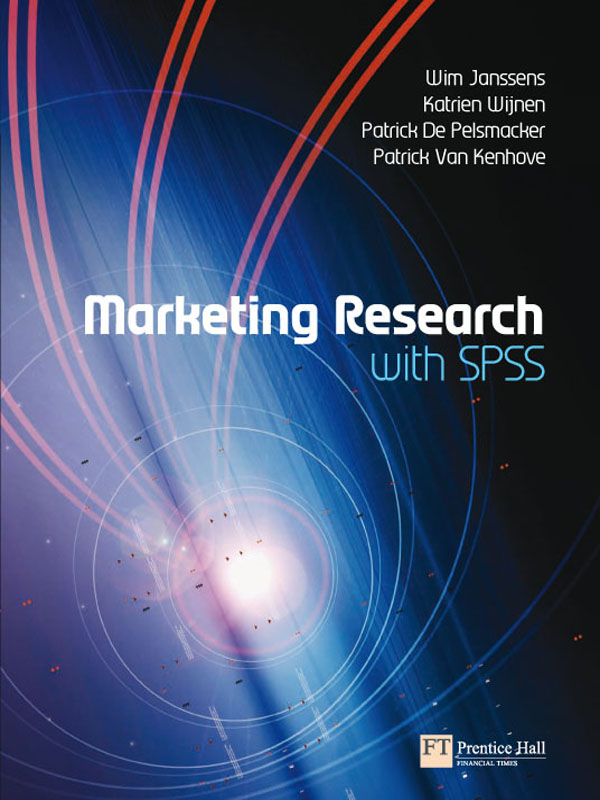 Wim Janssens
Katrien Wijnen
Patrick De Pelsmacker
Patrick Van Kenhove
Marketing Research
with SPSS
FT Prentice Hall
FINANCIAL TIMES